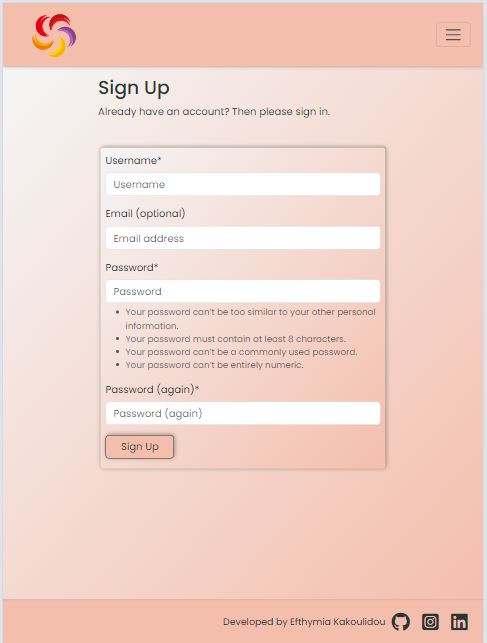 Sign Up
Already have an account? Then please sign in.
Username*
Username
Email (optional)
Email address
Password*
Password
Your password can't be too similar to your other personal
information.
Your password must contain at least 8 characters.
Your password can't be a commonly used password.
Your password can't be entirely numeric.
Password (again)*
Password (again)
Sign Up
Developed by Efthymia Kakoulidou